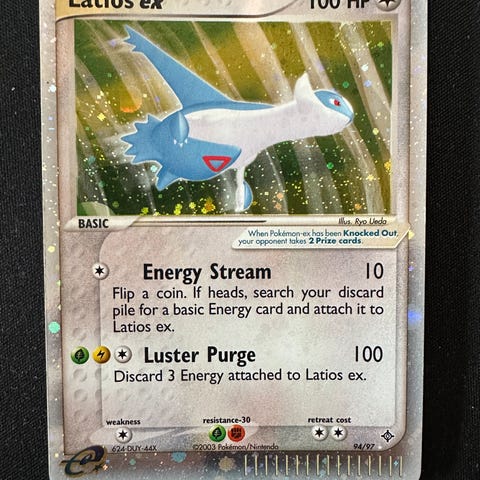 Latios ex 100 HP
BASIC
Illus. Ryo Ueda
When Pokémon-ex has been Knocked Out,
your opponent takes 2 Prize cards.
Energy Stream 10
Flip a coin. If heads, search your discard
pile for a basic Energy card and attach it to
Latios ex.
Luster Purge 100
Discard 3 Energy attached to Latios ex.
weakness resistance-30 retreat cost
624-DUY-44X ©2003 Pokémon/Nintendo 94/97
e